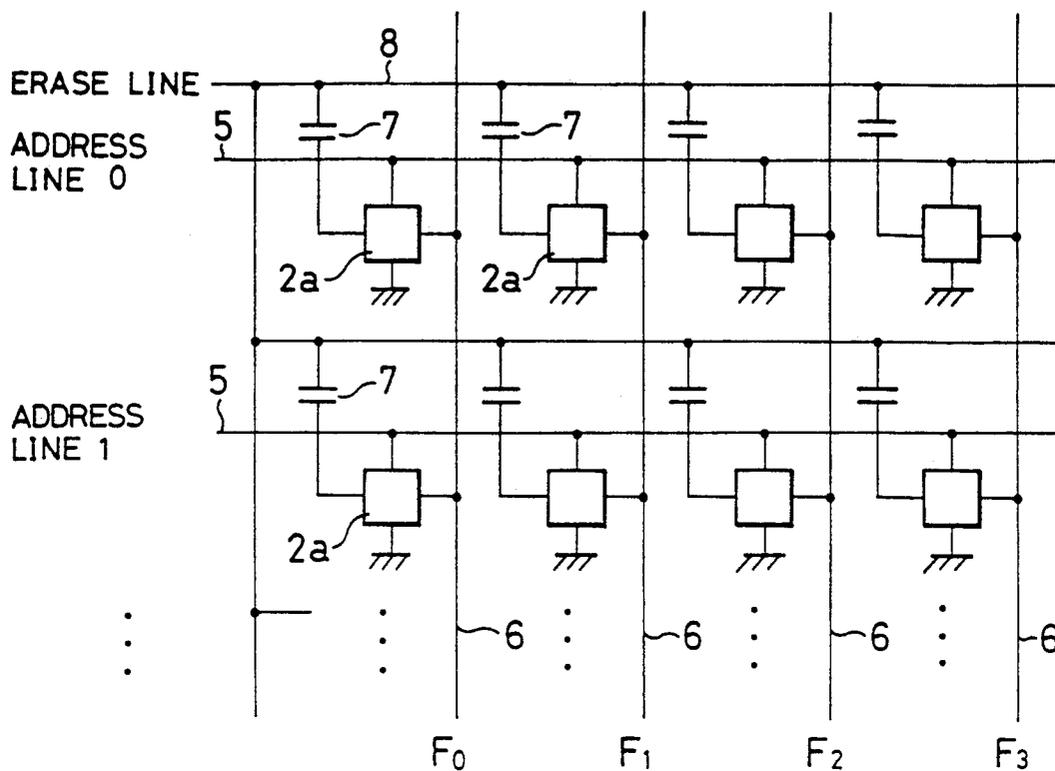 8
ERASE LINE
7 7
5
ADDRESS
LINE 0
2a 2a
5 7
ADDRESS
LINE 1
2a
6 6 6 6
F0 F1 F2 F3